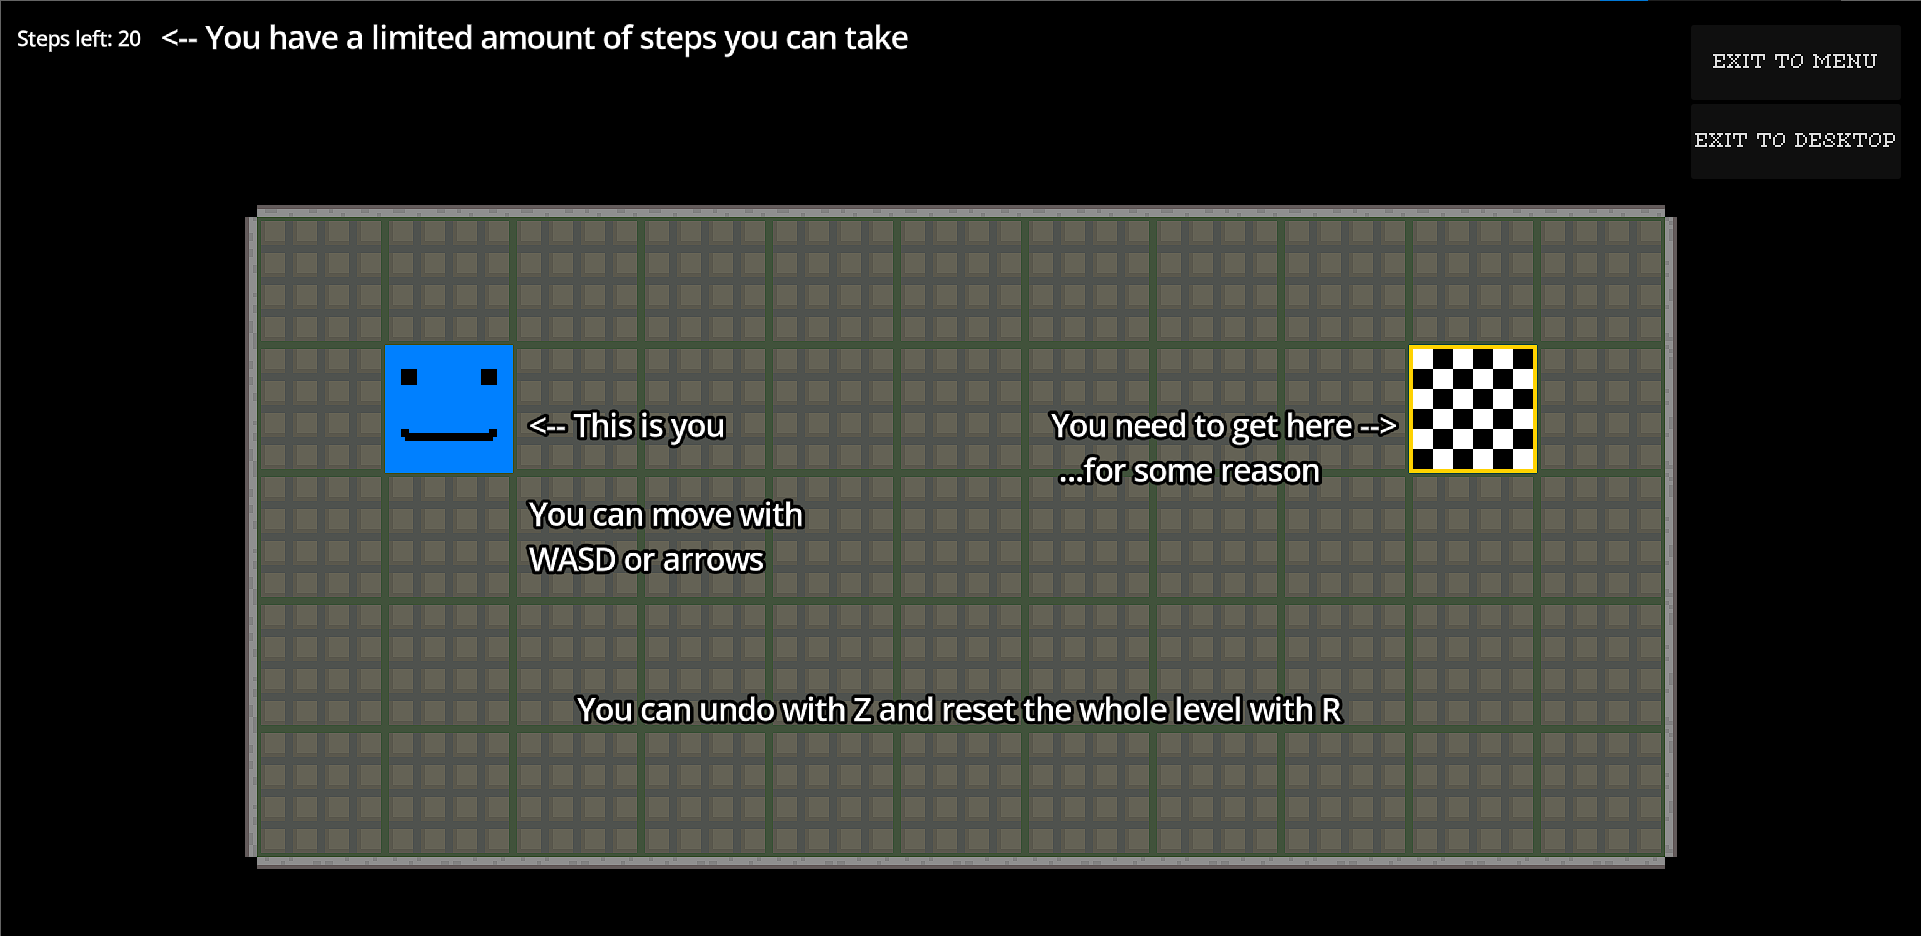 Steps left: 20 <-- You have a limited amount of steps you can take
EXIT TO MENU
EXIT TO DESKTOP
<-- This is you
You need to get here -->
...for some reason
You can move with
WASD or arrows
You can undo with Z and reset the whole level with R